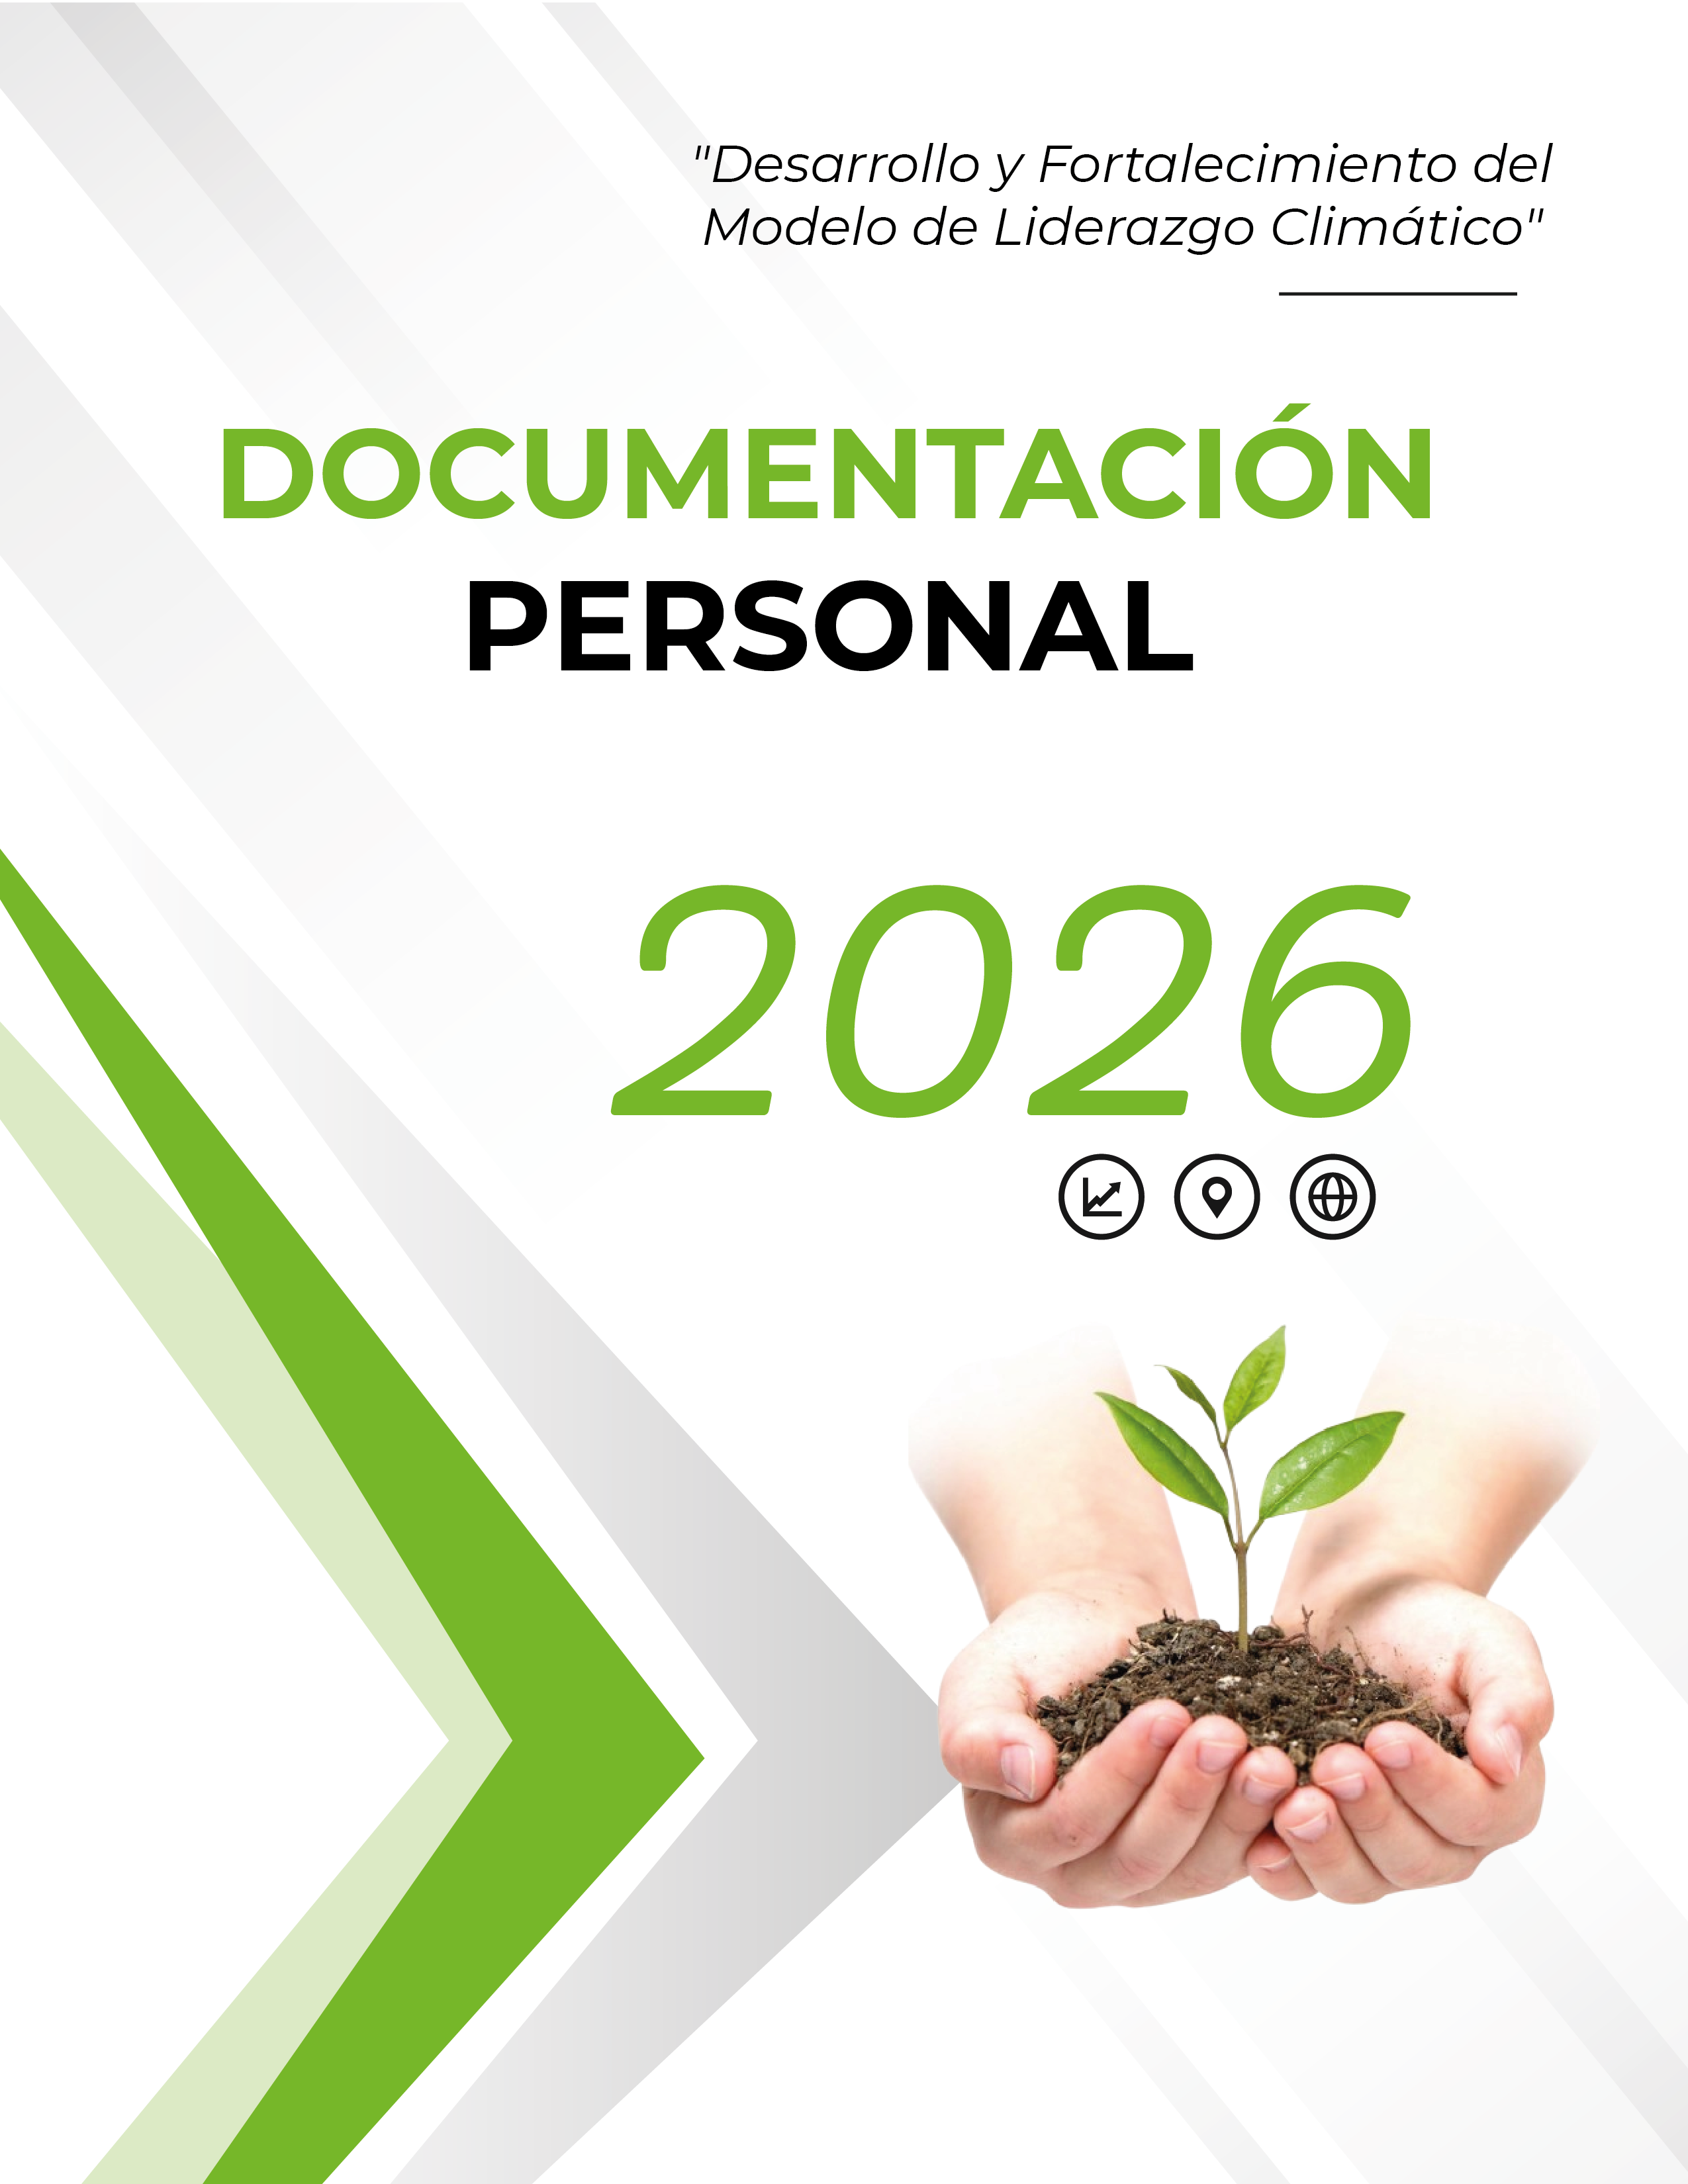 "Desarrollo y Fortalecimiento del
Modelo de Liderazgo Climático"
DOCUMENTACIÓN
PERSONAL
2026